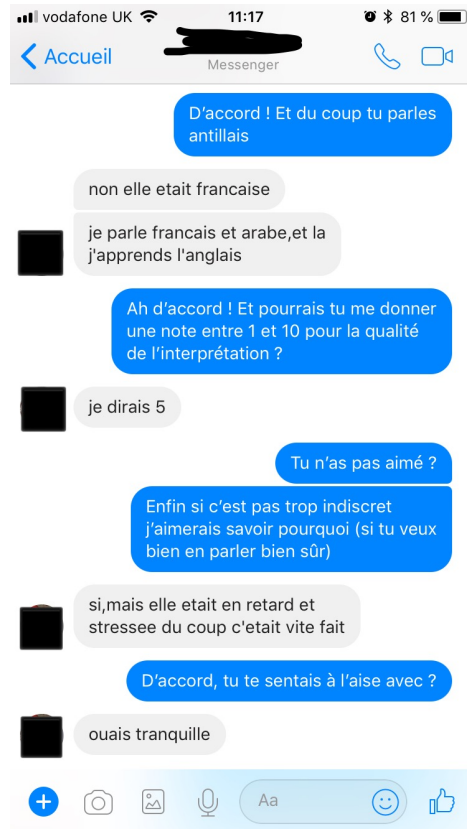 vodafone UK 11:17 81 %
Accueil
Messenger
D'accord ! Et du coup tu parles
antillais
non elle etait francaise
je parle francais et arabe,et la
j'apprends l'anglais
Ah d'accord ! Et pourrais tu me donner
une note entre 1 et 10 pour la qualité
de l'interprétation ?
je dirais 5
Tu n'as pas aimé ?
Enfin si c'est pas trop indiscret
j'aimerais savoir pourquoi (si tu veux
bien en parler bien sûr)
si,mais elle etait en retard et
stressee du coup c'etait vite fait
D'accord, tu te sentais à l'aise avec ?
ouais tranquille
Aa